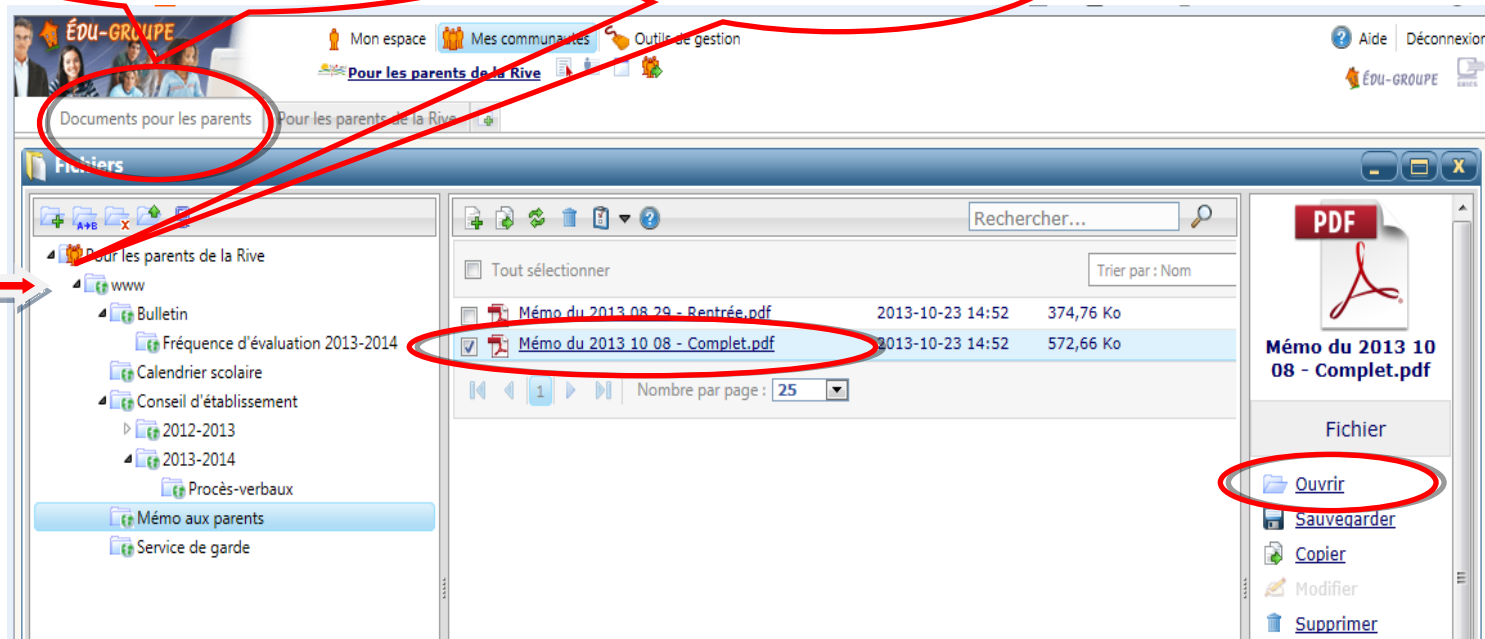 ÉDU-GROUPE
Mon espace Mes communautés Outils de gestion
Aide Déconnexion
Pour les parents de la Rive
ÉDU-GROUPE
Documents pour les parents Pour les parents de la Rive
Fichiers
A→B
Rechercher...
PDF
Pour les parents de la Rive
Tout sélectionner
Trier par : Nom
www
Bulletin
Mémo du 2013 08 29 - Rentrée.pdf 2013-10-23 14:52 374,76 Ko
Fréquence d'évaluation 2013-2014
Mémo du 2013 10 08 - Complet.pdf 2013-10-23 14:52 572,66 Ko
Mémo du 2013 10
08 - Complet.pdf
Calendrier scolaire
1 Nombre par page : 25
Conseil d'établissement
2012-2013
Fichier
2013-2014
Procès-verbaux
Ouvrir
Mémo aux parents
Sauvegarder
Service de garde
Copier
Modifier
Supprimer